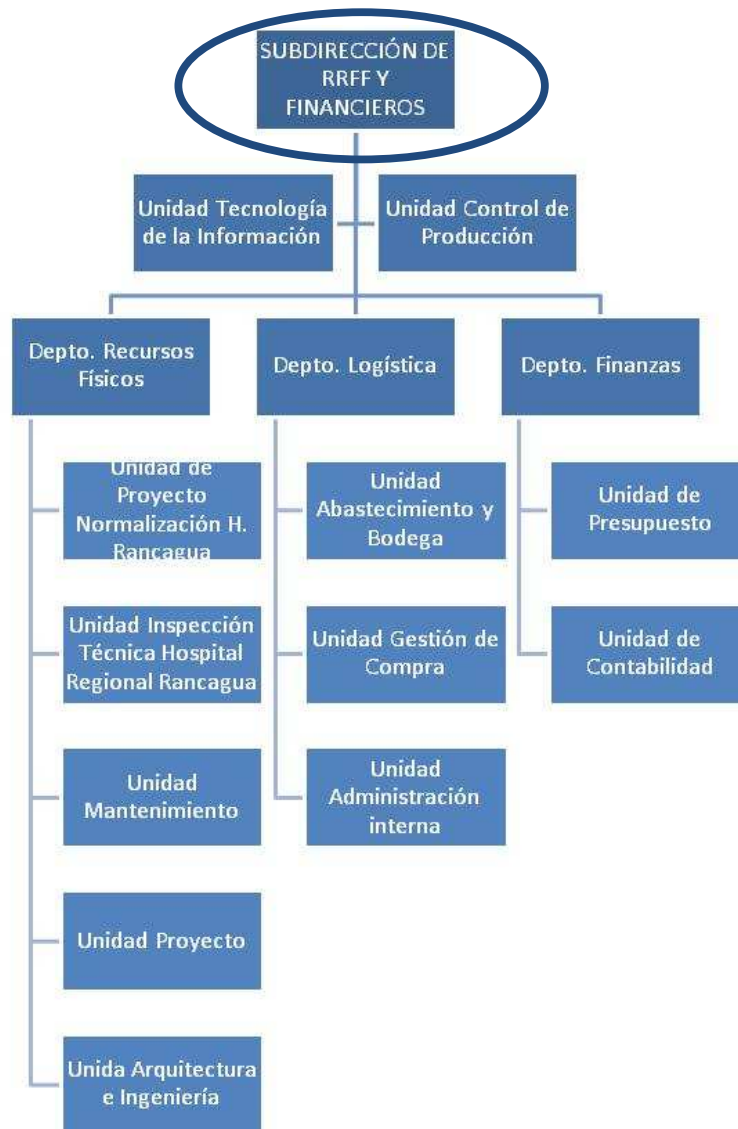 SUBDIRECCIÓN DE
RRFF Y
FINANCIEROS
Unidad Tecnología
de la Información
Unidad Control de
Producción
Depto. Recursos
Físicos
Depto. Logística
Depto. Finanzas
Unidad de
Proyecto
Normalización H.
Rancagua
Unidad Inspección
Técnica Hospital
Regional Rancagua
Unidad
Mantenimiento
Unidad Proyecto
Unida Arquitectura
e Ingeniería
Unidad
Abastecimiento y
Bodega
Unidad Gestión de
Compra
Unidad
Administración
interna
Unidad de
Presupuesto
Unidad de
Contabilidad